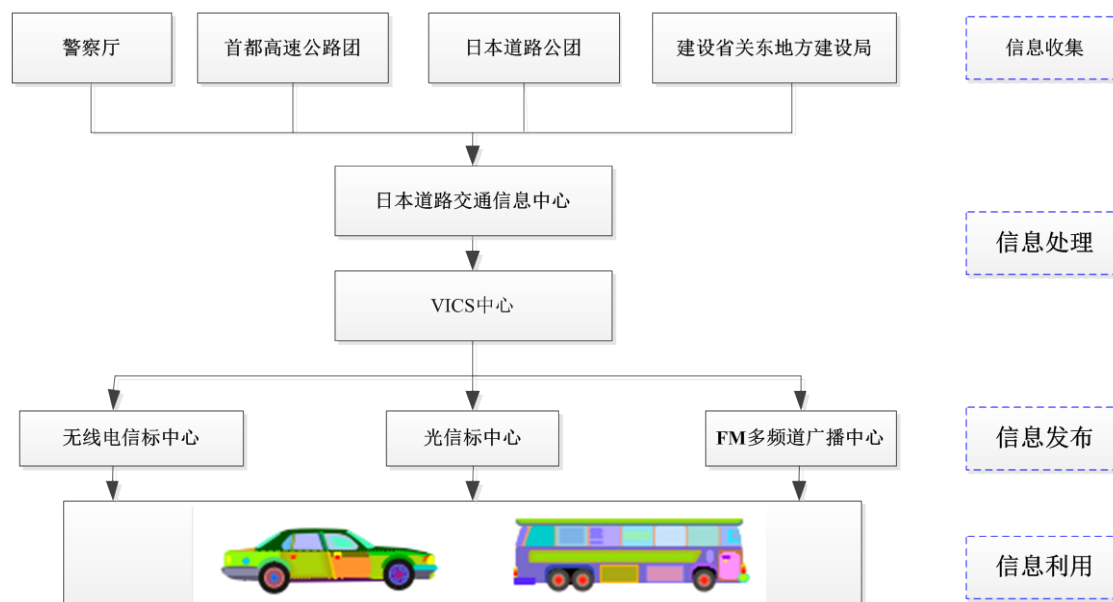 警察厅
首都高速公路团
日本道路公团
建设省关东地方建设局
信息收集
日本道路交通信息中心
信息处理
VICS中心
无线电信标中心
光信标中心
FM多频道广播中心
信息发布
信息利用